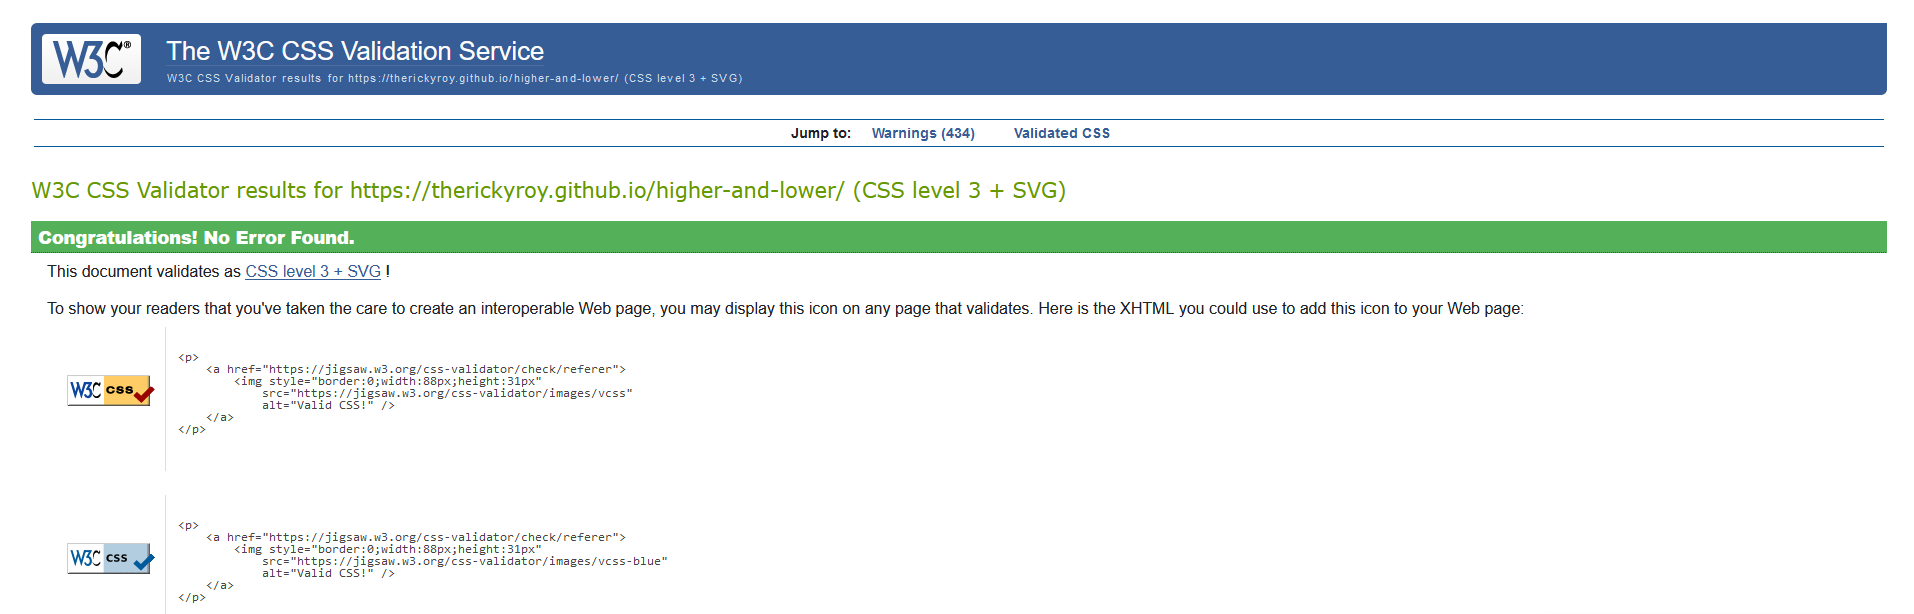 W3C®
The W3C CSS Validation Service
W3C CSS Validator results for https://therickyroy.github.io/higher-and-lower/ (CSS level 3 + SVG)
Jump to: Warnings (434) Validated CSS
W3C CSS Validator results for https://therickyroy.github.io/higher-and-lower/ (CSS level 3 + SVG)
Congratulations! No Error Found.
This document validates as CSS level 3 + SVG !
To show your readers that you've taken the care to create an interoperable Web page, you may display this icon on any page that validates. Here is the XHTML you could use to add this icon to your Web page:
W3C css
<p>
<a href="https://jigsaw.w3.org/css-validator/check/referer">
<img style="border:0;width:88px;height:31px"
src="https://jigsaw.w3.org/css-validator/images/vcss"
alt="Valid CSS!" />
</a>
</p>
W3C css
<p>
<a href="https://jigsaw.w3.org/css-validator/check/referer">
<img style="border:0;width:88px;height:31px"
src="https://jigsaw.w3.org/css-validator/images/vcss-blue"
alt="Valid CSS!" />
</a>
</p>